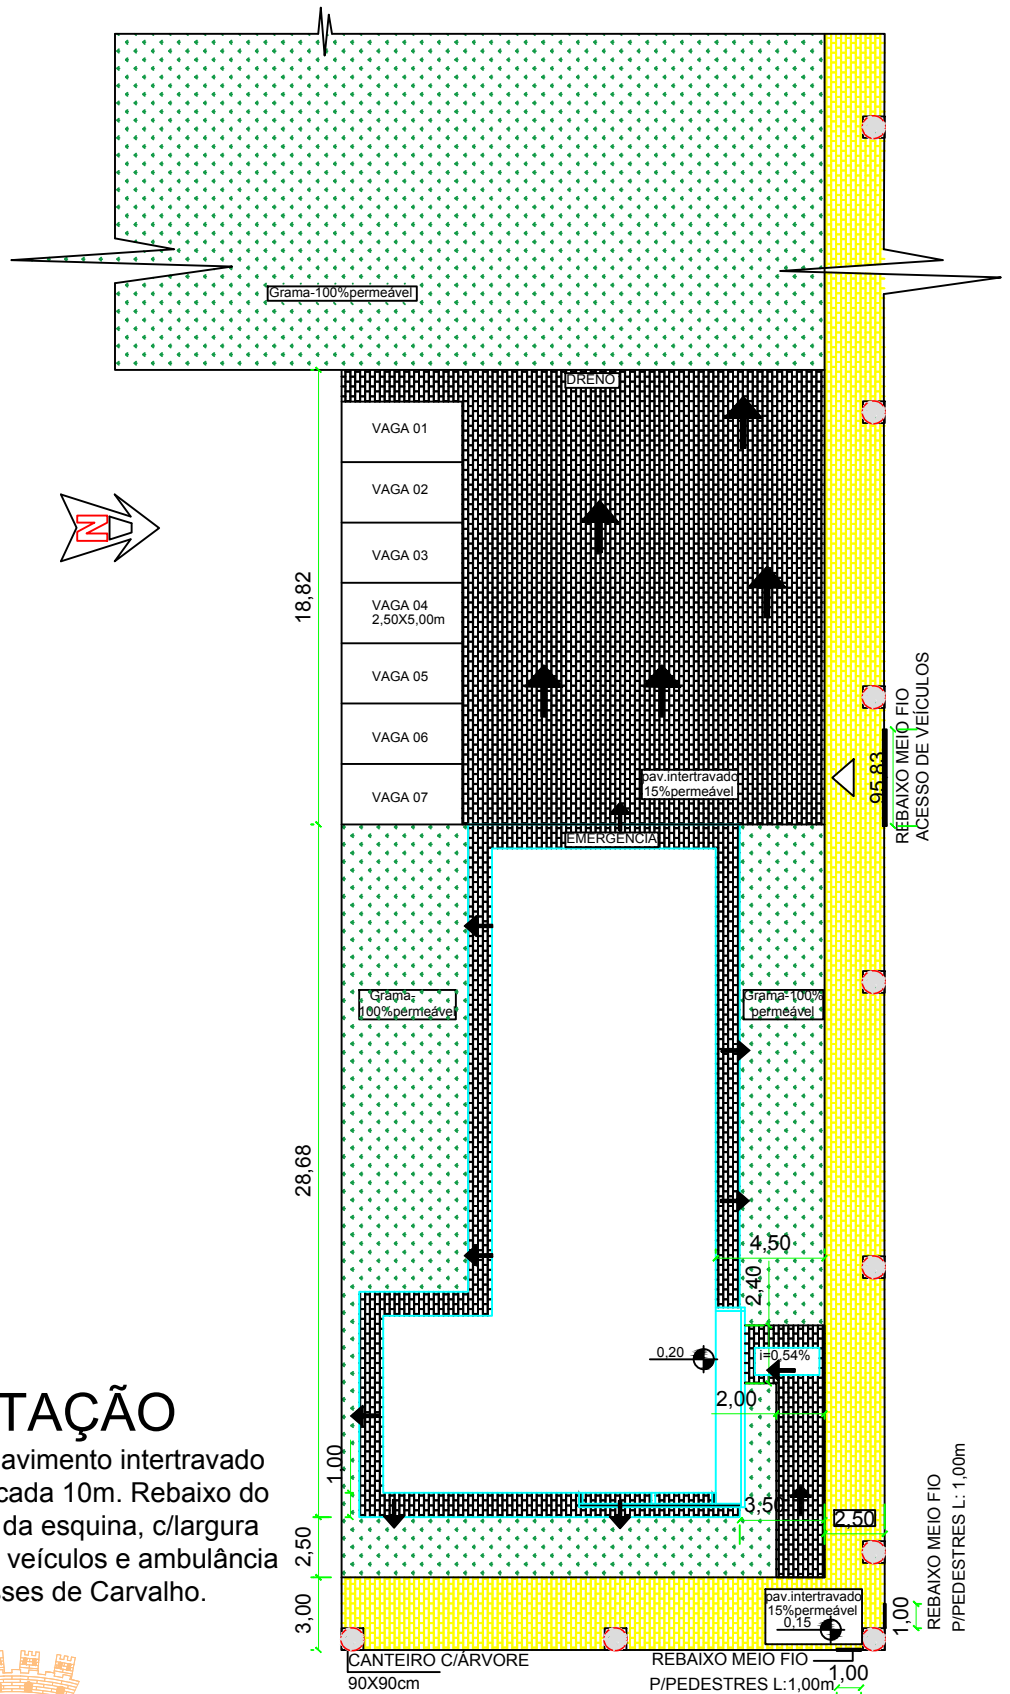 Grama-100%permeável
DRENO
VAGA 01
VAGA 02
VAGA 03
VAGA 04
2,50X5,00m
VAGA 05
VAGA 06
VAGA 07
N
18,82
pav.intertravado
15%permeável
EMERGÊNCIA
95,83
REBAIXO MEIO FIO
ACESSO DE VEÍCULOS
Grama-
100%permeável
Grama-100%
permeável
28,68
4,50
2,40
0,20
i=0,54%
2,00
1,00
3,50
2,50
2,50
3,00
TAÇÃO
avimento intertravado
cada 10m. Rebaixo do
da esquina, c/largura
veículos e ambulância
sses de Carvalho.
pav.intertravado
15%permeável
0,15
1,00
REBAIXO MEIO FIO
P/PEDESTRES L: 1,00m
CANTEIRO C/ÁRVORE
90X90cm
REBAIXO MEIO FIO
P/PEDESTRES L:1,00m
1,00